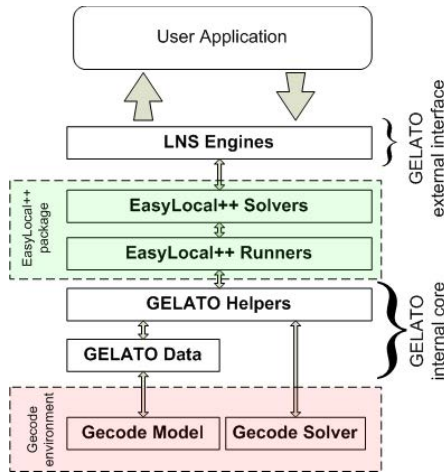 User Application
LNS Engines
GELATO
external interface
EasyLocal++
package
EasyLocal++ Solvers
EasyLocal++ Runners
GELATO Helpers
GELATO Data
GELATO
internal core
Gecode
environment
Gecode Model
Gecode Solver